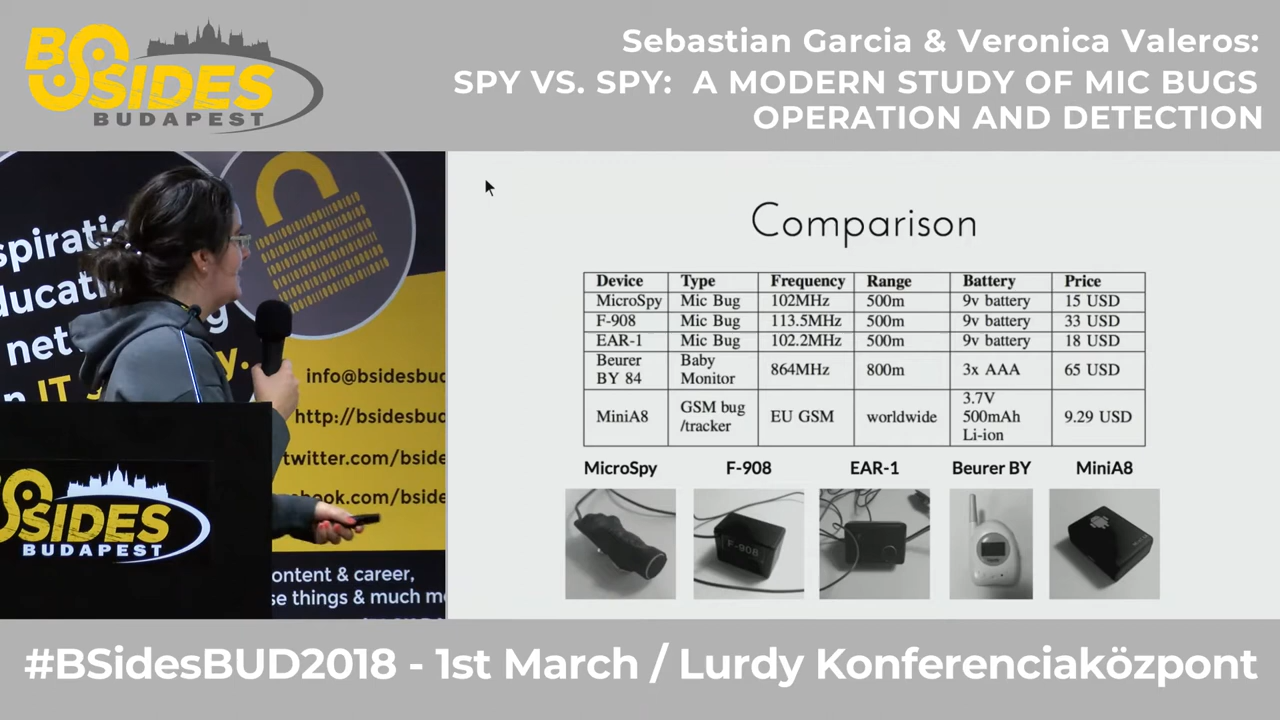 BSIDES
BUDAPEST
Sebastian Garcia & Veronica Valeros:
SPY VS. SPY: A MODERN STUDY OF MIC BUGS
OPERATION AND DETECTION
net
IT
info@bsidesbud
http://bsidesbud
twitter.com/bside
content & career,
things & much
BSIDES
BUDAPEST
Comparison
Device Type Frequency Range Battery Price
MicroSpy Mic Bug 102MHz 500m 9v battery 15 USD
F-908 Mic Bug 113.5MHz 500m 9v battery 33 USD
EAR-1 Mic Bug 102.2MHz 500m 9v battery 18 USD
Beurer BY 84 Baby Monitor 864MHz 800m 3x AAA 65 USD
MiniA8 GSM bug /tracker EU GSM worldwide 3.7V 500mAh Li-ion 9.29 USD
MicroSpy F-908 EAR-1 Beurer BY MiniA8
F-908
#BSidesBUD2018 - 1st March / Lurdy Konferenciaközpont